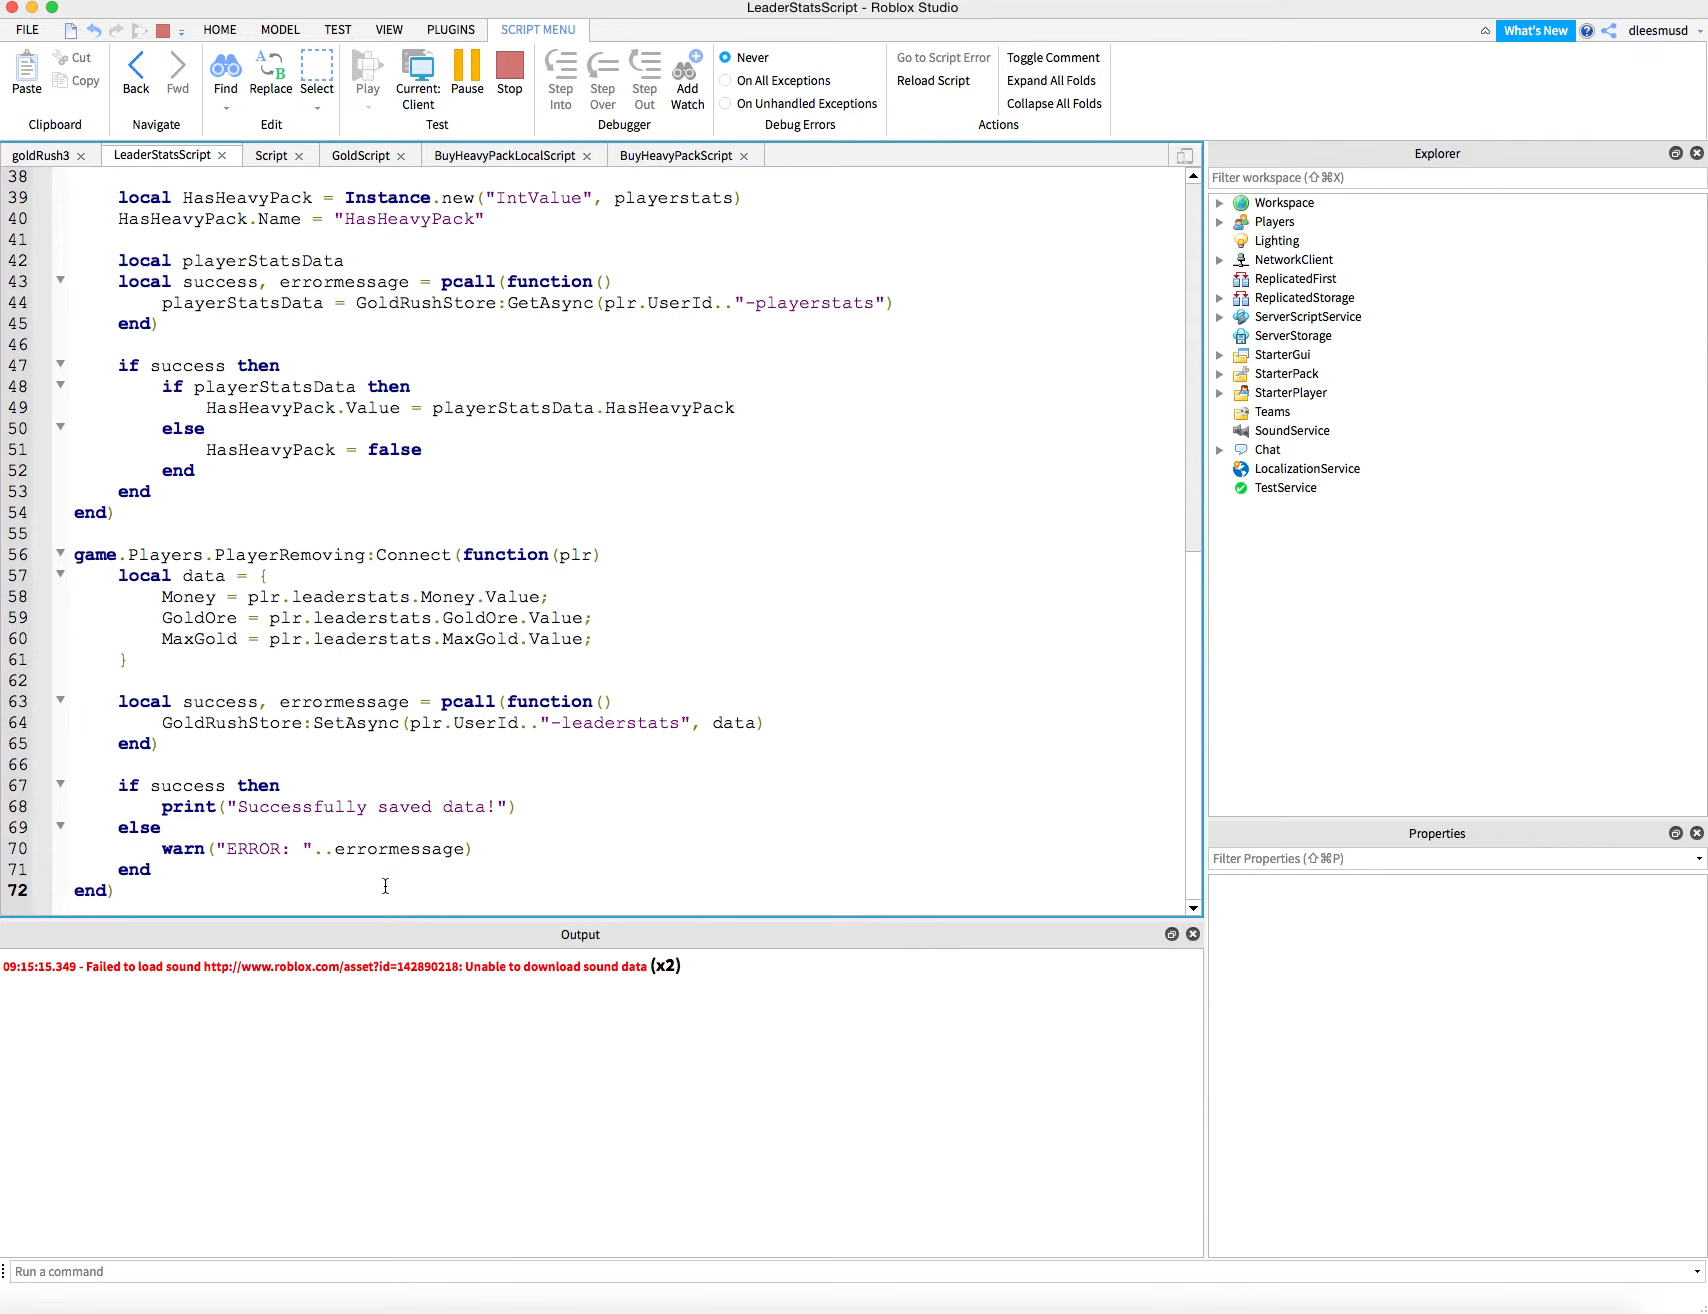 LeaderStatsScript - Roblox Studio
FILE HOME MODEL TEST VIEW PLUGINS SCRIPT MENU What's New dleesmusd
Paste Cut Copy
Clipboard
Back Fwd
Navigate
Find Replace Select
Edit
Play Current: Client Pause Stop
Test
Step Into Step Over Step Out Add Watch
Debugger
Never
On All Exceptions
On Unhandled Exceptions
Debug Errors
Go to Script Error
Reload Script
Toggle Comment
Expand All Folds
Collapse All Folds
Actions
goldRush3 LeaderStatsScript Script GoldScript BuyHeavyPackLocalScript BuyHeavyPackScript
38
39 local HasHeavyPack = Instance.new("IntValue", playerstats)
40 HasHeavyPack.Name = "HasHeavyPack"
41
42 local playerStatsData
43 local success, errormessage = pcall(function()
44 playerStatsData = GoldRushStore:GetAsync(plr.UserId.."-playerstats")
45 end)
46
47 if success then
48 if playerStatsData then
49 HasHeavyPack.Value = playerStatsData.HasHeavyPack
50 else
51 HasHeavyPack = false
52 end
53 end
54 end)
55
56 game.Players.PlayerRemoving:Connect(function(plr)
57 local data = {
58 Money = plr.leaderstats.Money.Value;
59 GoldOre = plr.leaderstats.GoldOre.Value;
60 MaxGold = plr.leaderstats.MaxGold.Value;
61 }
62
63 local success, errormessage = pcall(function()
64 GoldRushStore:SetAsync(plr.UserId.."-leaderstats", data)
65 end)
66
67 if success then
68 print("Successfully saved data!")
69 else
70 warn("ERROR: "..errormessage)
71 end
72 end)
Output
09:15:15.349 - Failed to load sound http://www.roblox.com/asset?id=142890218: Unable to download sound data (x2)
Run a command
Explorer
Filter workspace (⇧⌘X)
Workspace
Players
Lighting
NetworkClient
ReplicatedFirst
ReplicatedStorage
ServerScriptService
ServerStorage
StarterGui
StarterPack
StarterPlayer
Teams
SoundService
Chat
LocalizationService
TestService
Properties
Filter Properties (⇧⌘P)